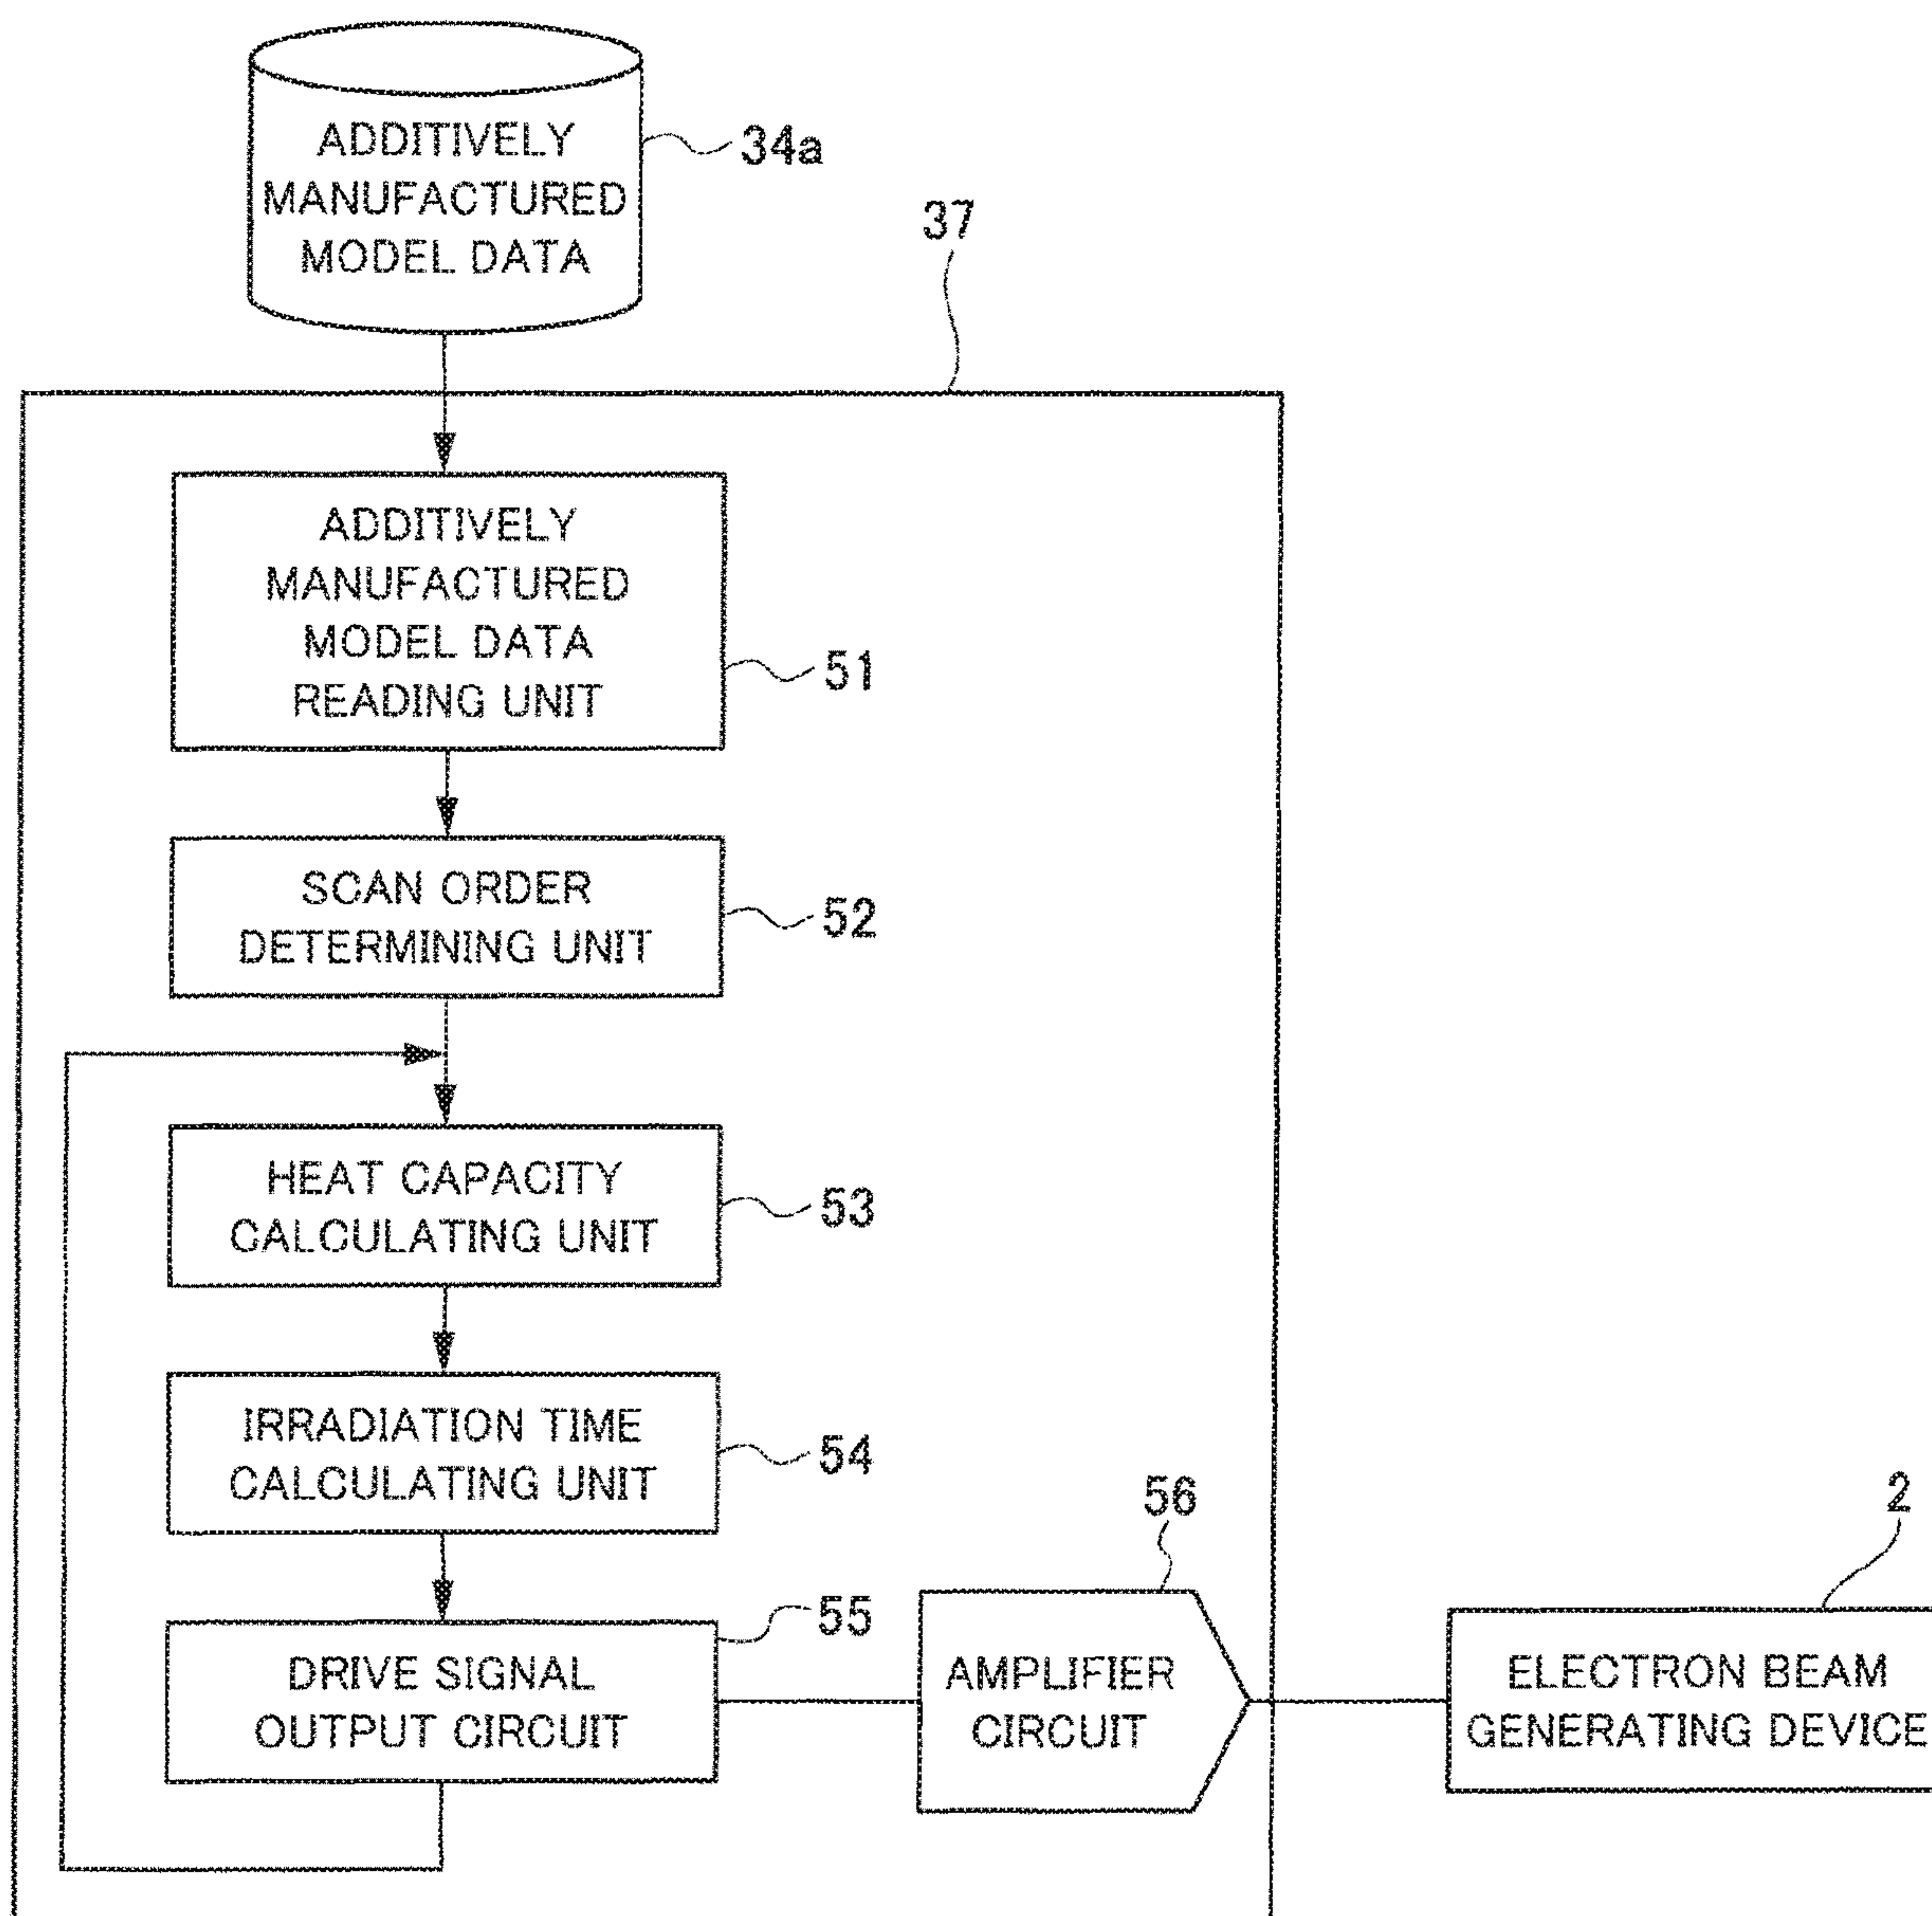 ADDITIVELY
MANUFACTURED
MODEL DATA
34a
37
ADDITIVELY
MANUFACTURED
MODEL DATA
READING UNIT
51
SCAN ORDER
DETERMINING UNIT
52
HEAT CAPACITY
CALCULATING UNIT
53
IRRADIATION TIME
CALCULATING UNIT
54
DRIVE SIGNAL
OUTPUT CIRCUIT
55
AMPLIFIER
CIRCUIT
56
ELECTRON BEAM
GENERATING DEVICE
2